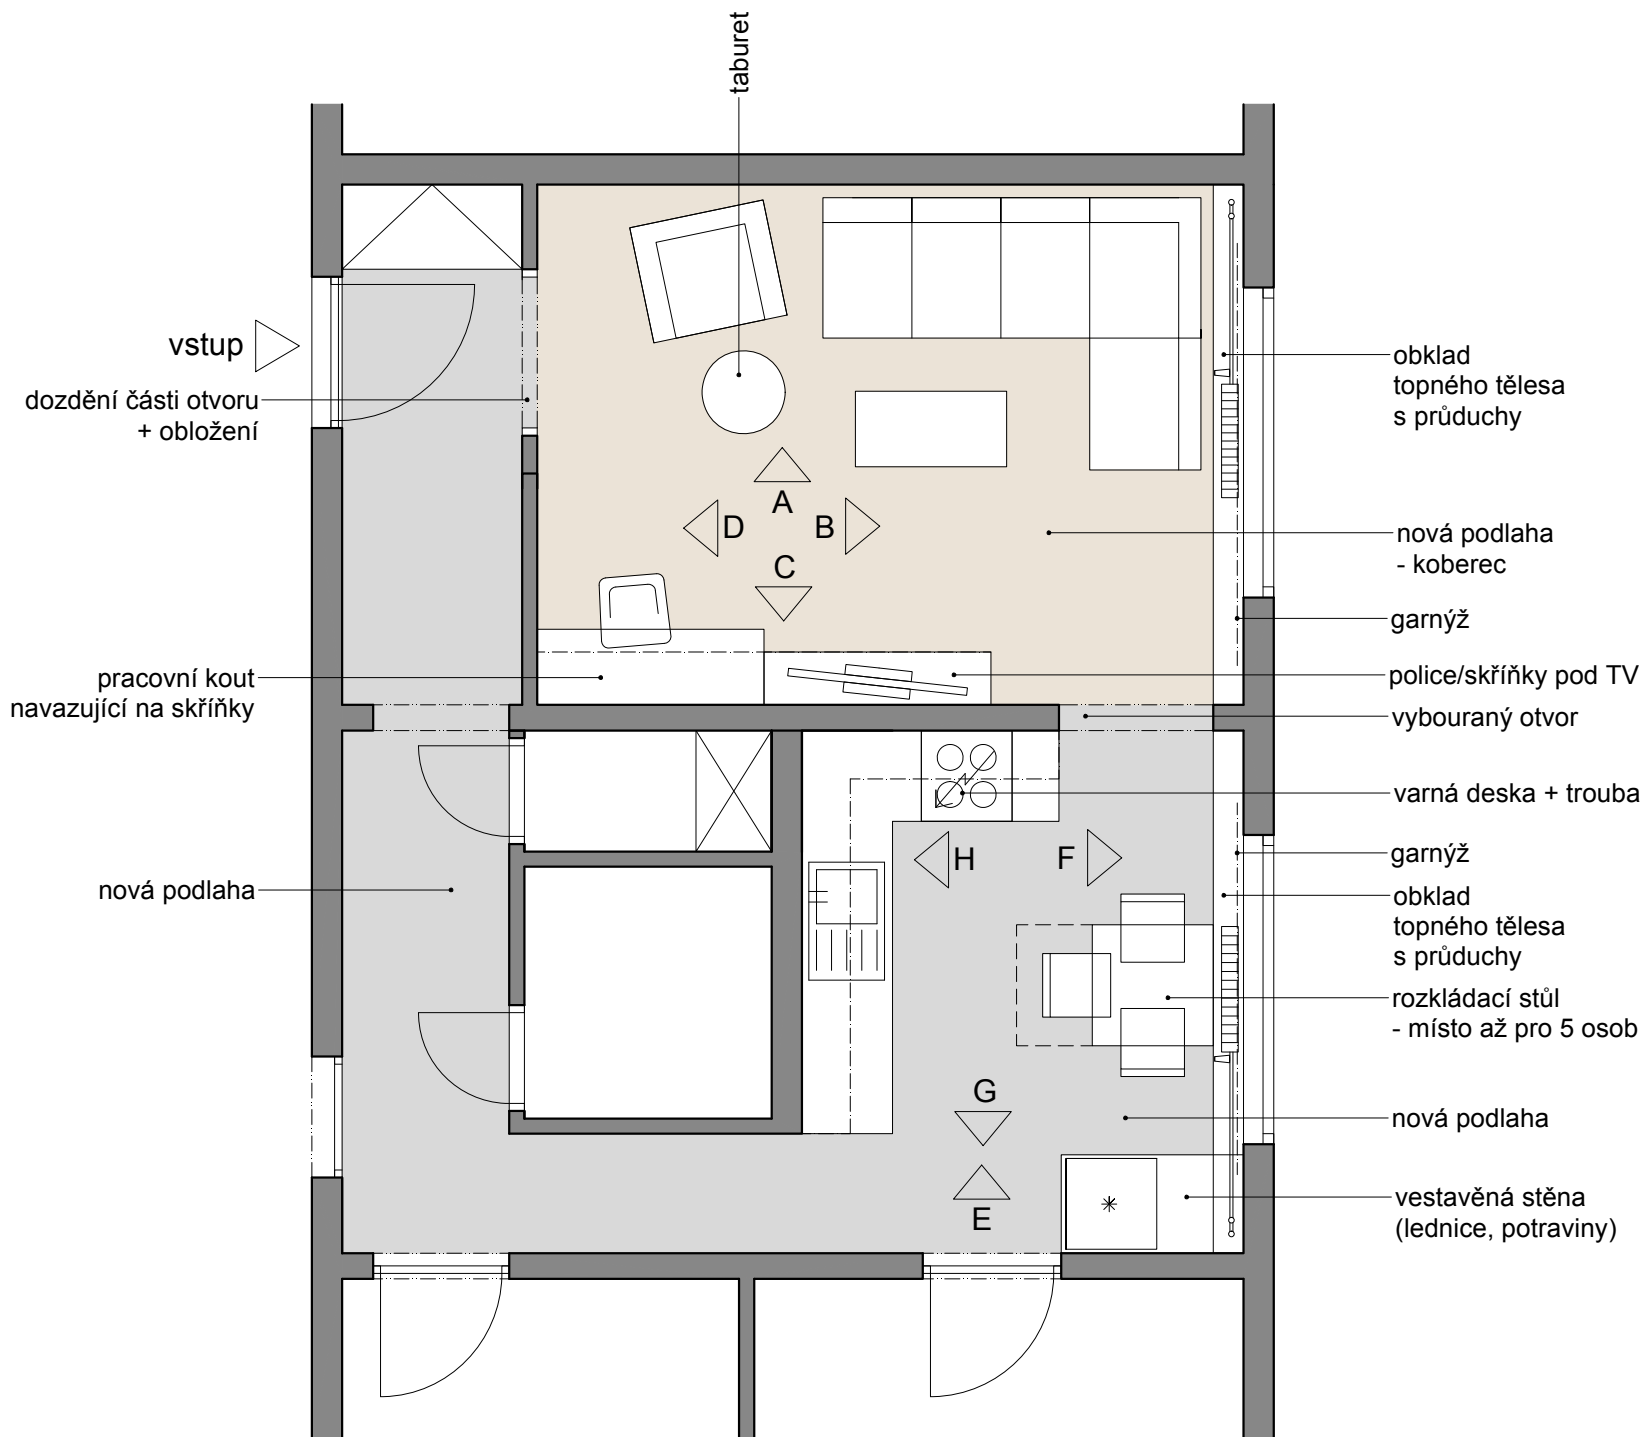 taburet
vstup
dozdění části otvoru
+ obložení
pracovní kout
navazující na skříňky
nová podlaha
A
D
B
C
H
F
G
E
obklad
topného tělesa
s průduchy
nová podlaha
- koberec
garnýž
police/skříňky pod TV
vybouraný otvor
varná deska + trouba
garnýž
obklad
topného tělesa
s průduchy
rozkládací stůl
- místo až pro 5 osob
nová podlaha
vestavěná stěna
(lednice, potraviny)